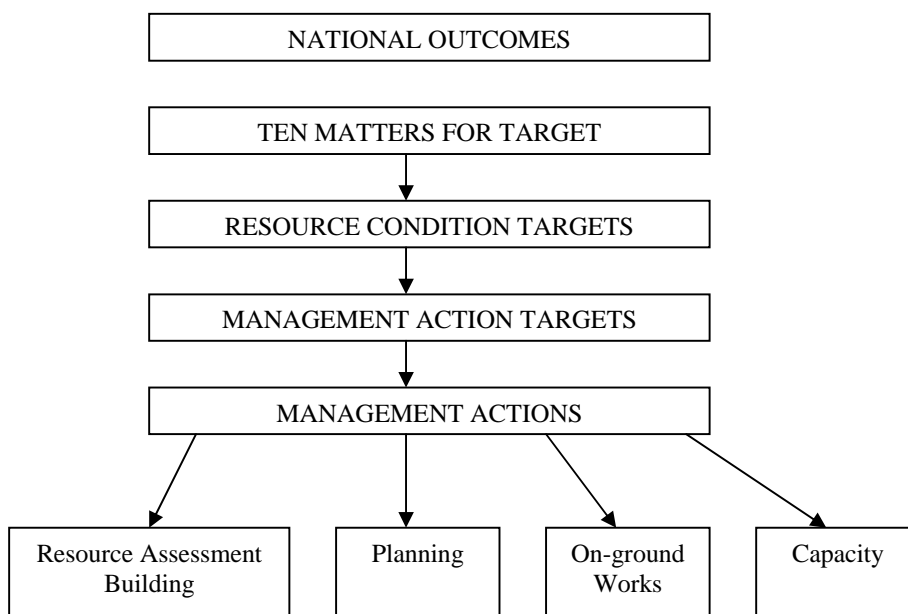 NATIONAL OUTCOMES
TEN MATTERS FOR TARGET
RESOURCE CONDITION TARGETS
MANAGEMENT ACTION TARGETS
MANAGEMENT ACTIONS
Resource Assessment
Building
Planning
On-ground
Works
Capacity